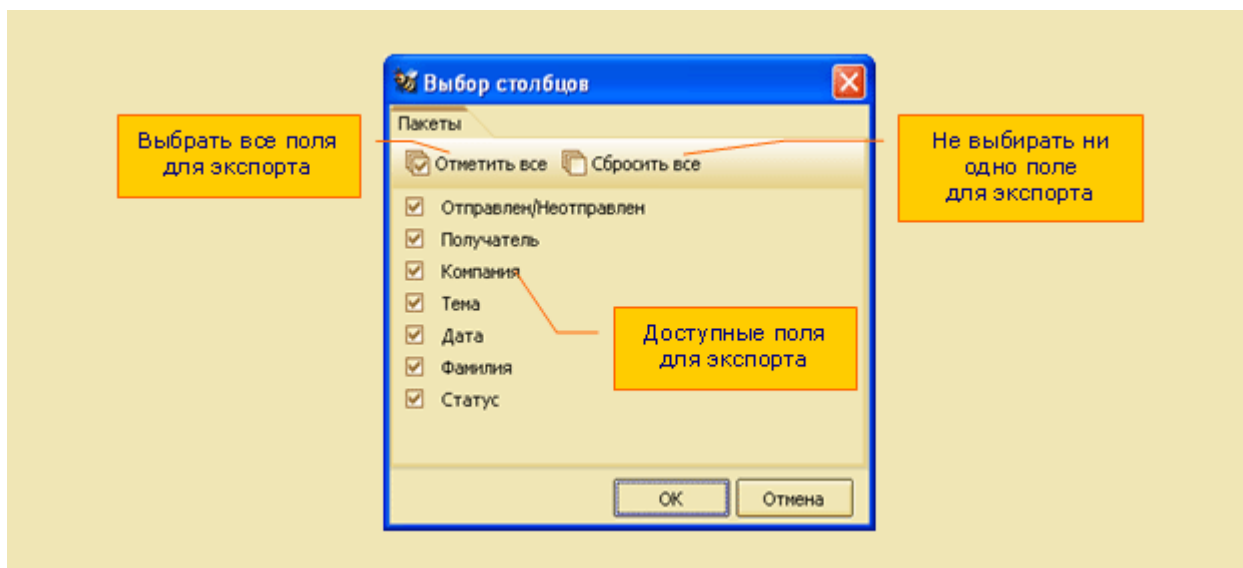 Выбор столбцов
Пакеты
Выбрать все поля
для экспорта
Отметить все Сбросить все
Не выбирать ни
одно поле
для экспорта
Отправлен/Неотправлен
Получатель
Компания
Тема
Дата
Фамилия
Статус
Доступные поля
для экспорта
ОК Отмена